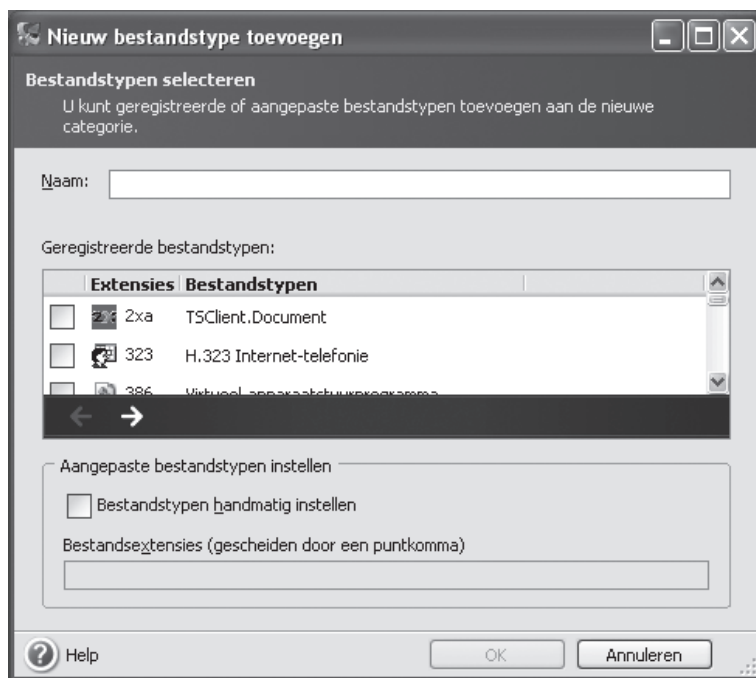 Nieuw bestandstype toevoegen
Bestandstypen selecteren
U kunt geregistreerde of aangepaste bestandstypen toevoegen aan de nieuwe
categorie.
Naam:
Geregistreerde bestandstypen:
Extensies Bestandstypen
2xa TSClient.Document
323 H.323 Internet-telefonie
386 Virtueel apparaatstuurprogramma
Aangepaste bestandstypen instellen
Bestandstypen handmatig instellen
Bestandsextensies (gescheiden door een puntkomma)
Help
OK
Annuleren